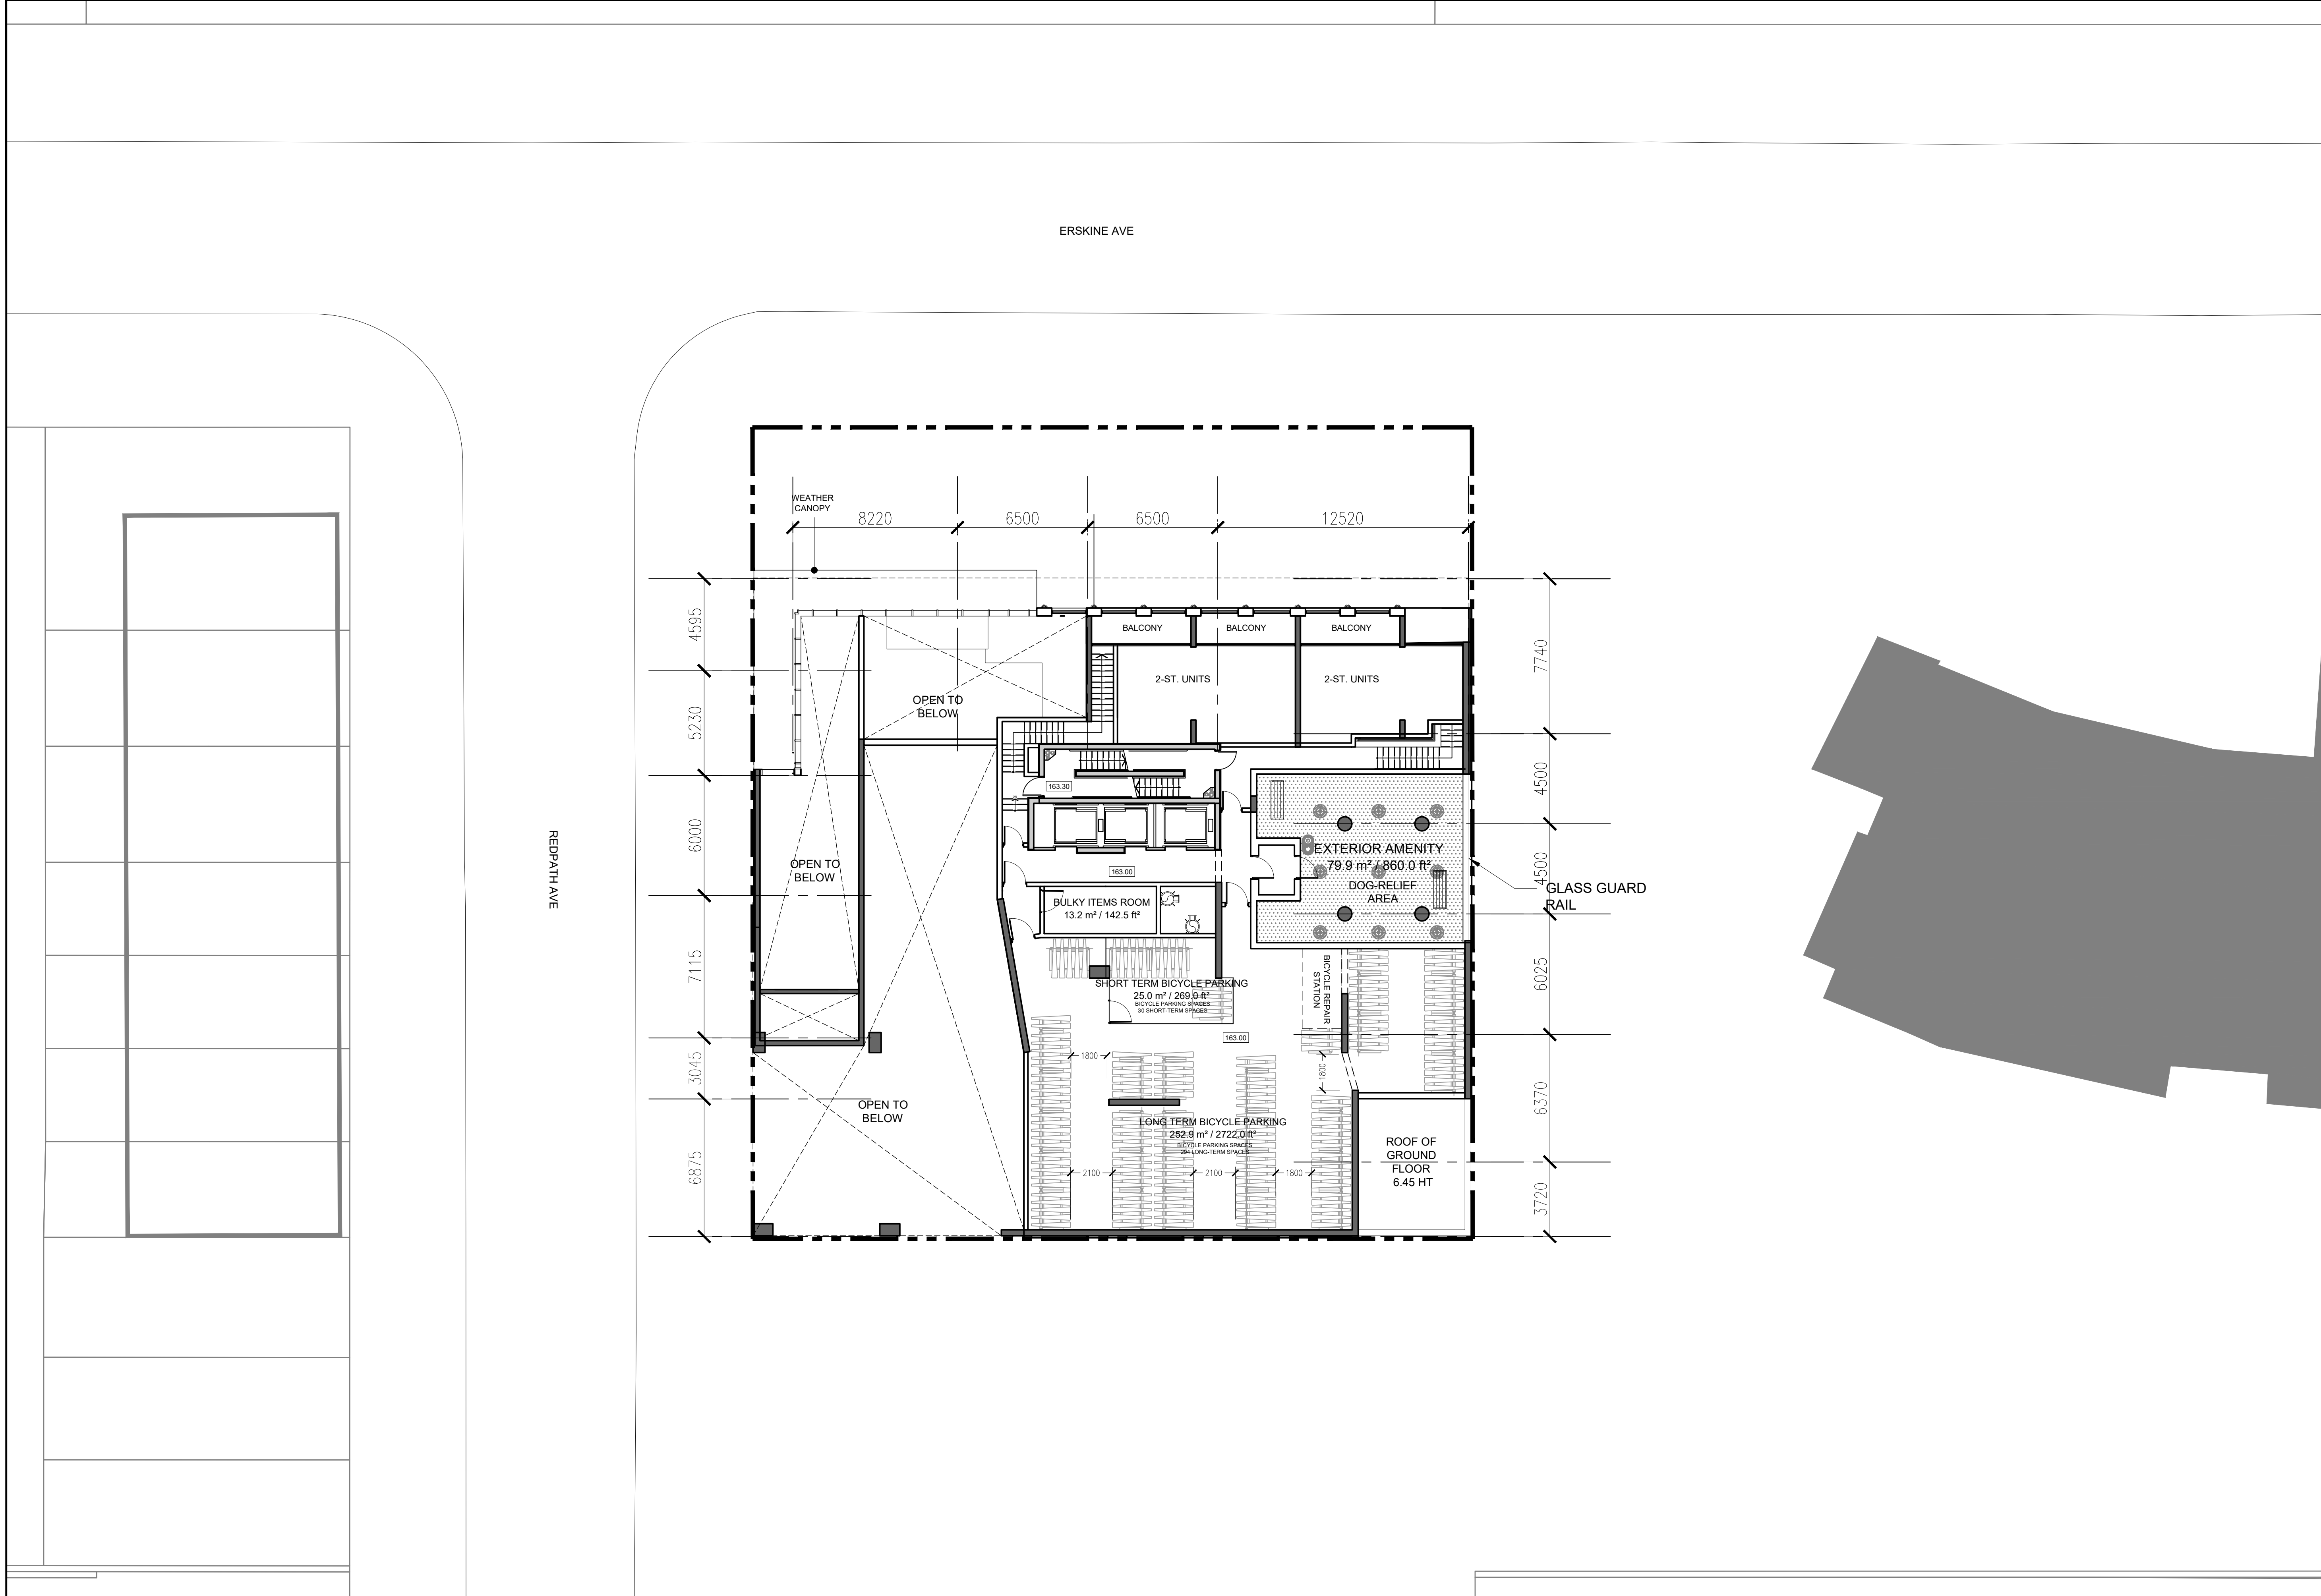 ERSKINE AVE
WEATHER
CANOPY
8220
6500
6500
12520
4595
5230
6000
7115
3045
6875
7740
4500
4500
6025
6370
3720
BALCONY
BALCONY
BALCONY
2-ST. UNITS
2-ST. UNITS
OPEN TO
BELOW
163.30
OPEN TO
BELOW
REDPATH AVE
163.00
EXTERIOR AMENITY
79.9 m² / 860.0 ft²
DOG-RELIEF
AREA
GLASS GUARD
RAIL
BULKY ITEMS ROOM
13.2 m² / 142.5 ft²
SHORT TERM BICYCLE PARKING
25.0 m² / 269.0 ft²
BICYCLE PARKING SPACES
30 SHORT-TERM SPACES
BICYCLE REPAIR
STATION
163.00
1800
1800
OPEN TO
BELOW
LONG TERM BICYCLE PARKING
252.9 m² / 2722.0 ft²
BICYCLE PARKING SPACES
294 LONG-TERM SPACES
2100
2100
1800
ROOF OF
GROUND
FLOOR
6.45 HT